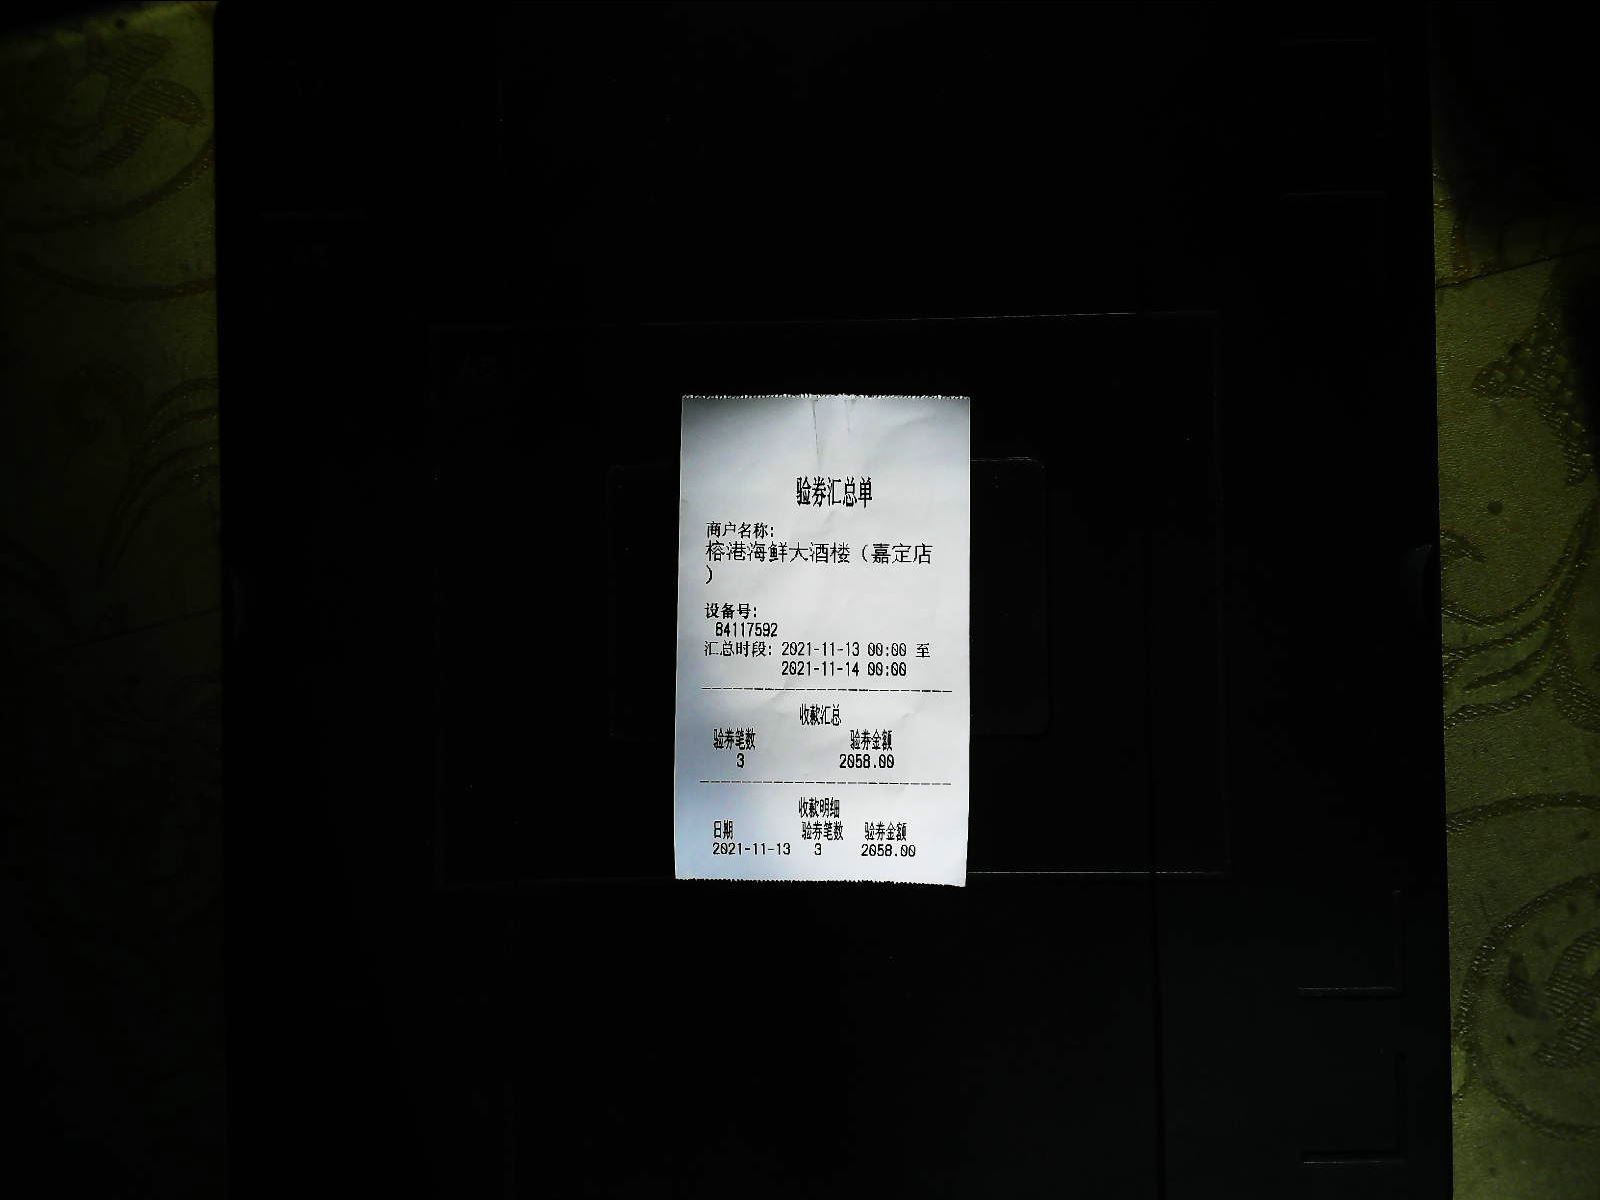 验券汇总单
商户名称:
榕港海鲜大酒楼（嘉定店
）
设备号:
84117592
汇总时段: 2021-11-13 00:00 至
2021-11-14 00:00
收款汇总
验券笔数 验券金额
3 2058.00
收款明细
日期 验券笔数 验券金额
2021-11-13 3 2058.00